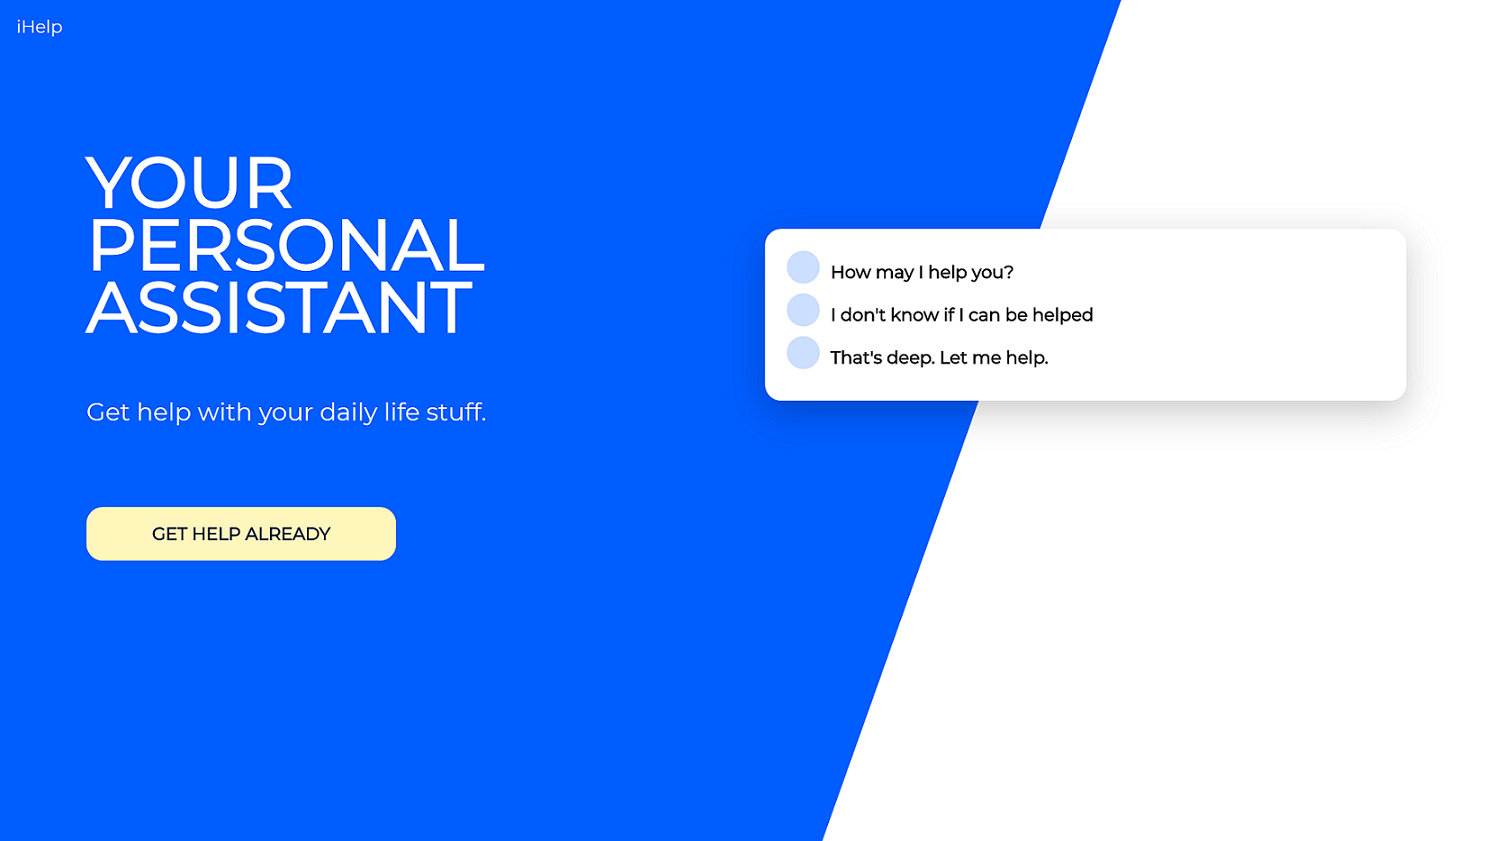 iHelp
YOUR
PERSONAL
ASSISTANT
Get help with your daily life stuff.
GET HELP ALREADY
How may I help you?
I don't know if I can be helped
That's deep. Let me help.